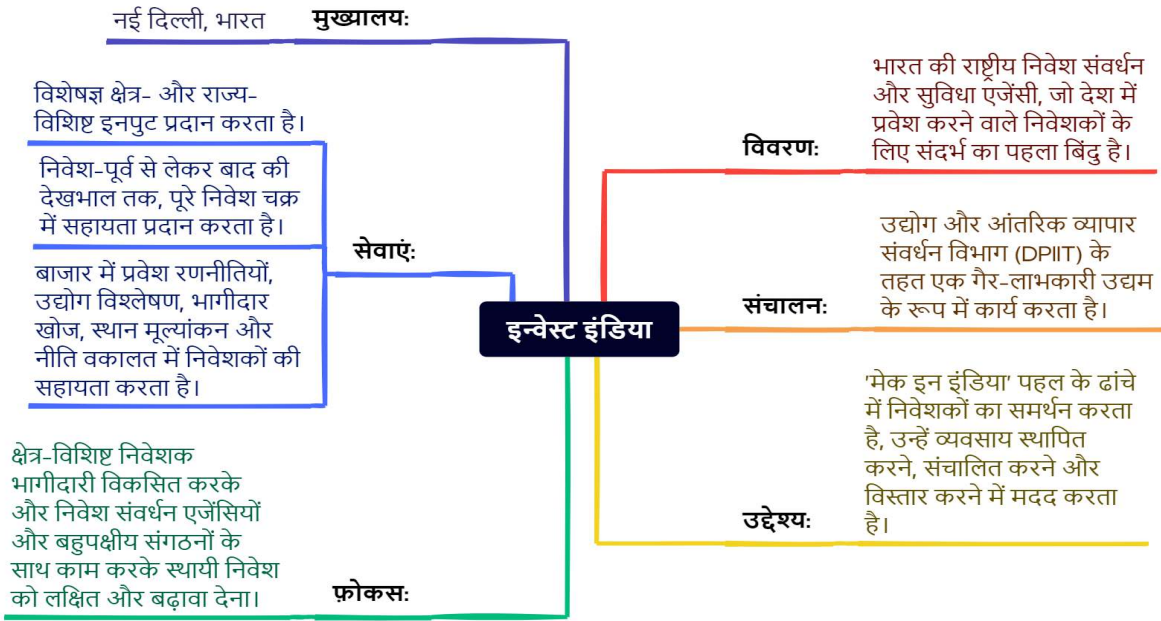 इन्वेस्ट इंडिया
मुख्यालय:
नई दिल्ली, भारत
सेवाएं:
विशेषज्ञ क्षेत्र- और राज्य-
विशिष्ट इनपुट प्रदान करता है।
निवेश-पूर्व से लेकर बाद की
देखभाल तक, पूरे निवेश चक्र
में सहायता प्रदान करता है।
बाजार में प्रवेश रणनीतियों,
उद्योग विश्लेषण, भागीदार
खोज, स्थान मूल्यांकन और
नीति वकालत में निवेशकों की
सहायता करता है।
फ़ोकस:
क्षेत्र-विशिष्ट निवेशक
भागीदारी विकसित करके
और निवेश संवर्धन एजेंसियों
और बहुपक्षीय संगठनों के
साथ काम करके स्थायी निवेश
को लक्षित और बढ़ावा देना।
विवरण:
भारत की राष्ट्रीय निवेश संवर्धन
और सुविधा एजेंसी, जो देश में
प्रवेश करने वाले निवेशकों के
लिए संदर्भ का पहला बिंदु है।
संचालन:
उद्योग और आंतरिक व्यापार
संवर्धन विभाग (DPIIT) के
तहत एक गैर-लाभकारी उद्यम
के रूप में कार्य करता है।
उद्देश्य:
'मेक इन इंडिया' पहल के ढांचे
में निवेशकों का समर्थन करता
है, उन्हें व्यवसाय स्थापित
करने, संचालित करने और
विस्तार करने में मदद करता
है।